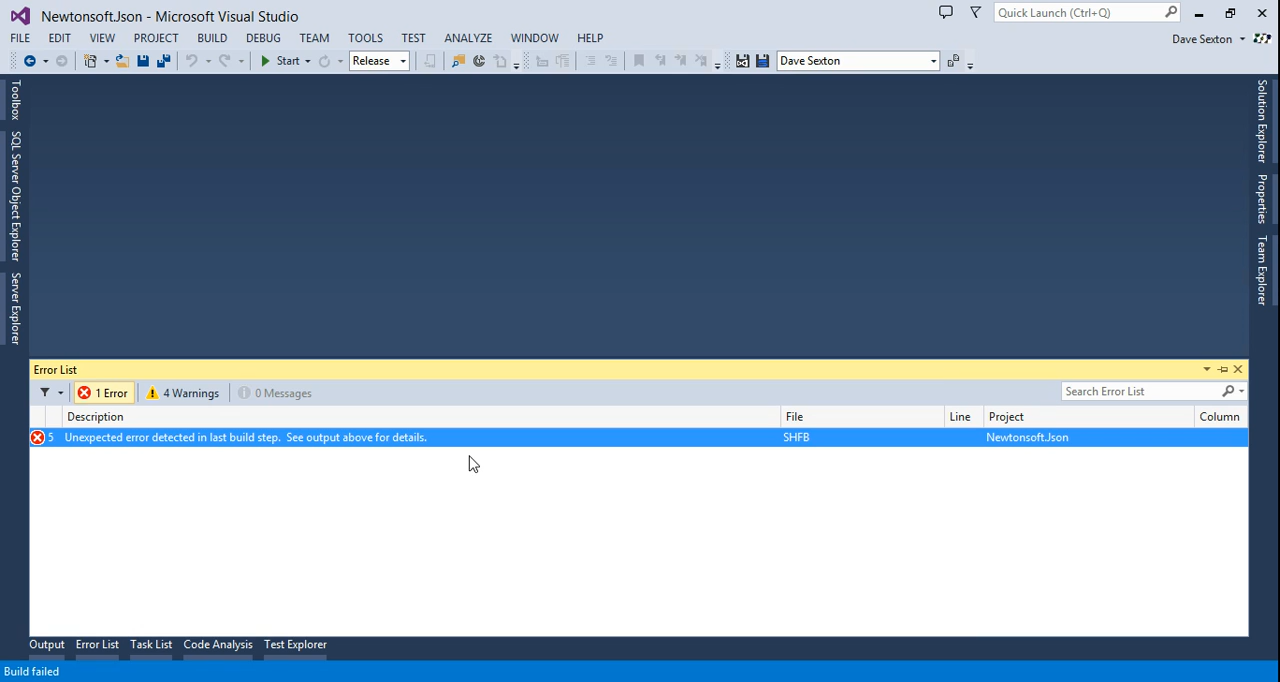 Newtonsoft.Json - Microsoft Visual Studio
Quick Launch (Ctrl+Q)
FILE EDIT VIEW PROJECT BUILD DEBUG TEAM TOOLS TEST ANALYZE WINDOW HELP
Dave Sexton
Start Release Dave Sexton
Toolbox
SQL Server Object Explorer
Server Explorer
Solution Explorer
Properties
Team Explorer
Error List
1 Error 4 Warnings 0 Messages
Search Error List
Description File Line Project Column
5 Unexpected error detected in last build step. See output above for details. SHFB Newtonsoft.Json
Output Error List Task List Code Analysis Test Explorer
Build failed